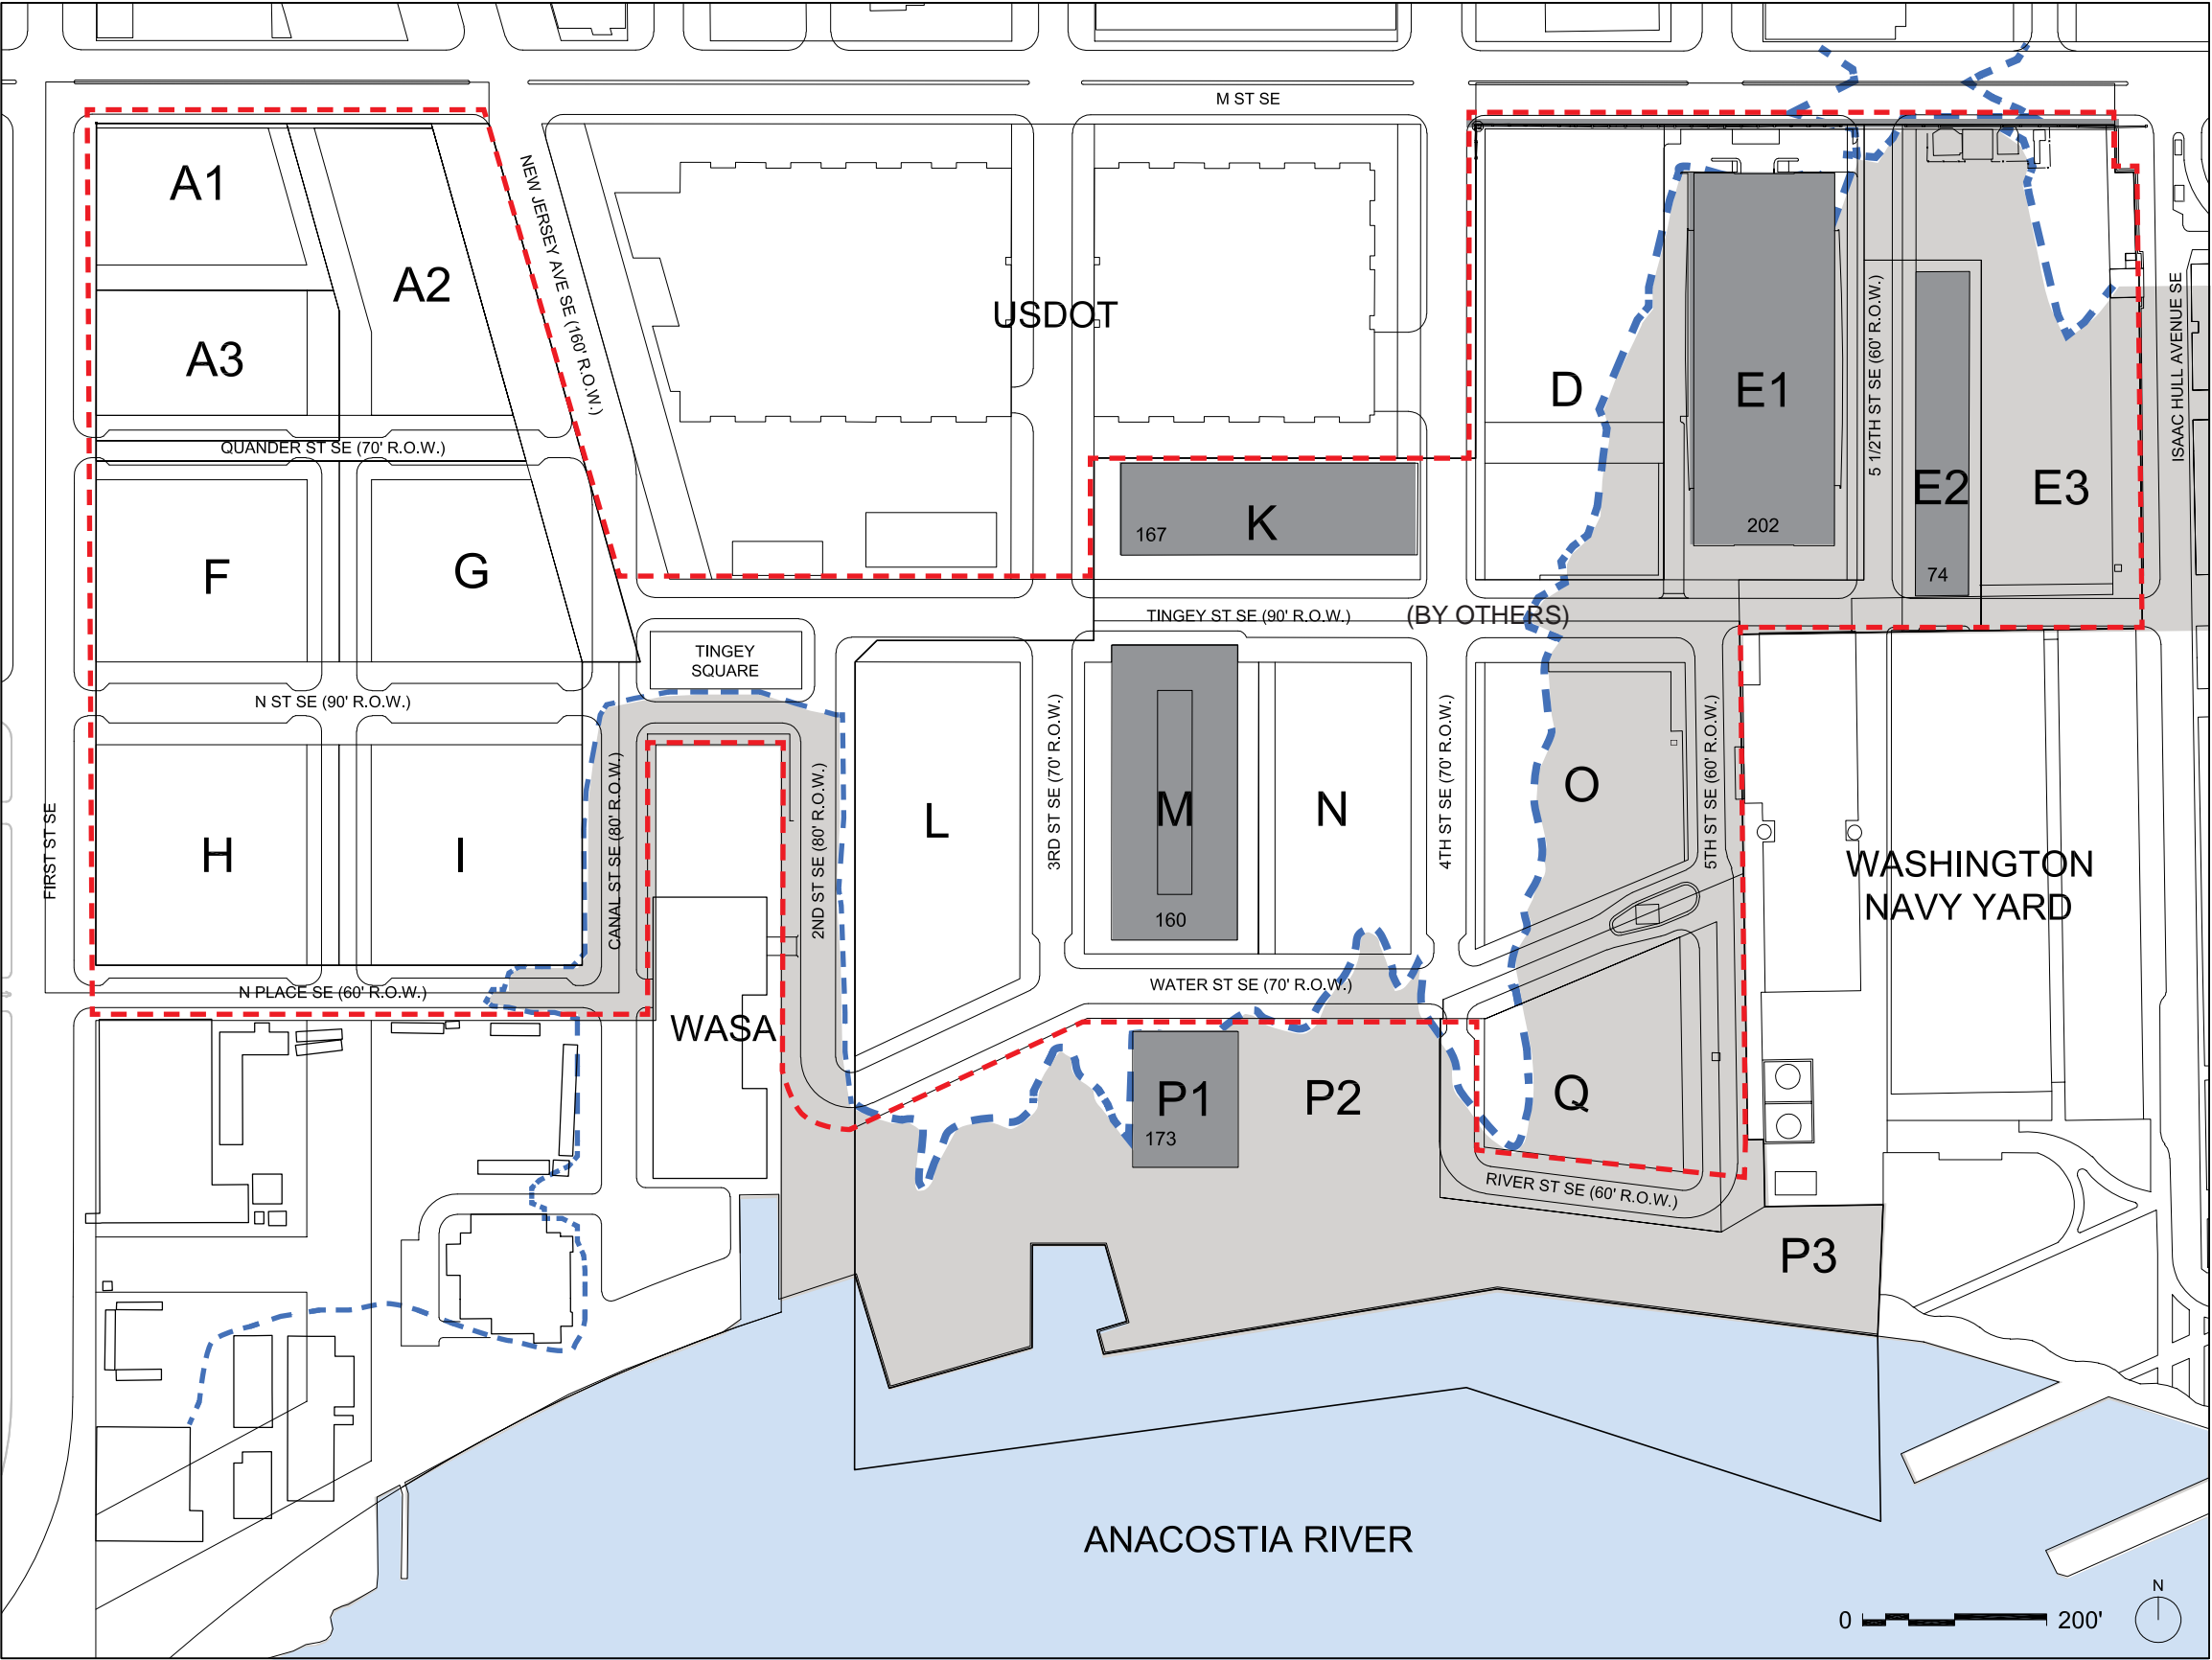 M ST SE
A1
A2
A3
NEW JERSEY AVE SE (160' R.O.W.)
USDOT
D
E1
202
5 1/2TH ST SE (60' R.O.W.)
E2
74
E3
ISAAC HULL AVENUE SE
QUANDER ST SE (70' R.O.W.)
167
K
F
G
TINGEY ST SE (90' R.O.W.)
(BY OTHERS)
TINGEY
SQUARE
N ST SE (90' R.O.W.)
FIRST ST SE
H
I
CANAL ST SE (80' R.O.W.)
2ND ST SE (80' R.O.W.)
L
3RD ST SE (70' R.O.W.)
M
160
N
4TH ST SE (70' R.O.W.)
O
5TH ST SE (60' R.O.W.)
WASHINGTON
NAVY YARD
N PLACE SE (60' R.O.W.)
WATER ST SE (70' R.O.W.)
WASA
P1
173
P2
Q
RIVER ST SE (60' R.O.W.)
P3
ANACOSTIA RIVER
0 200'
N